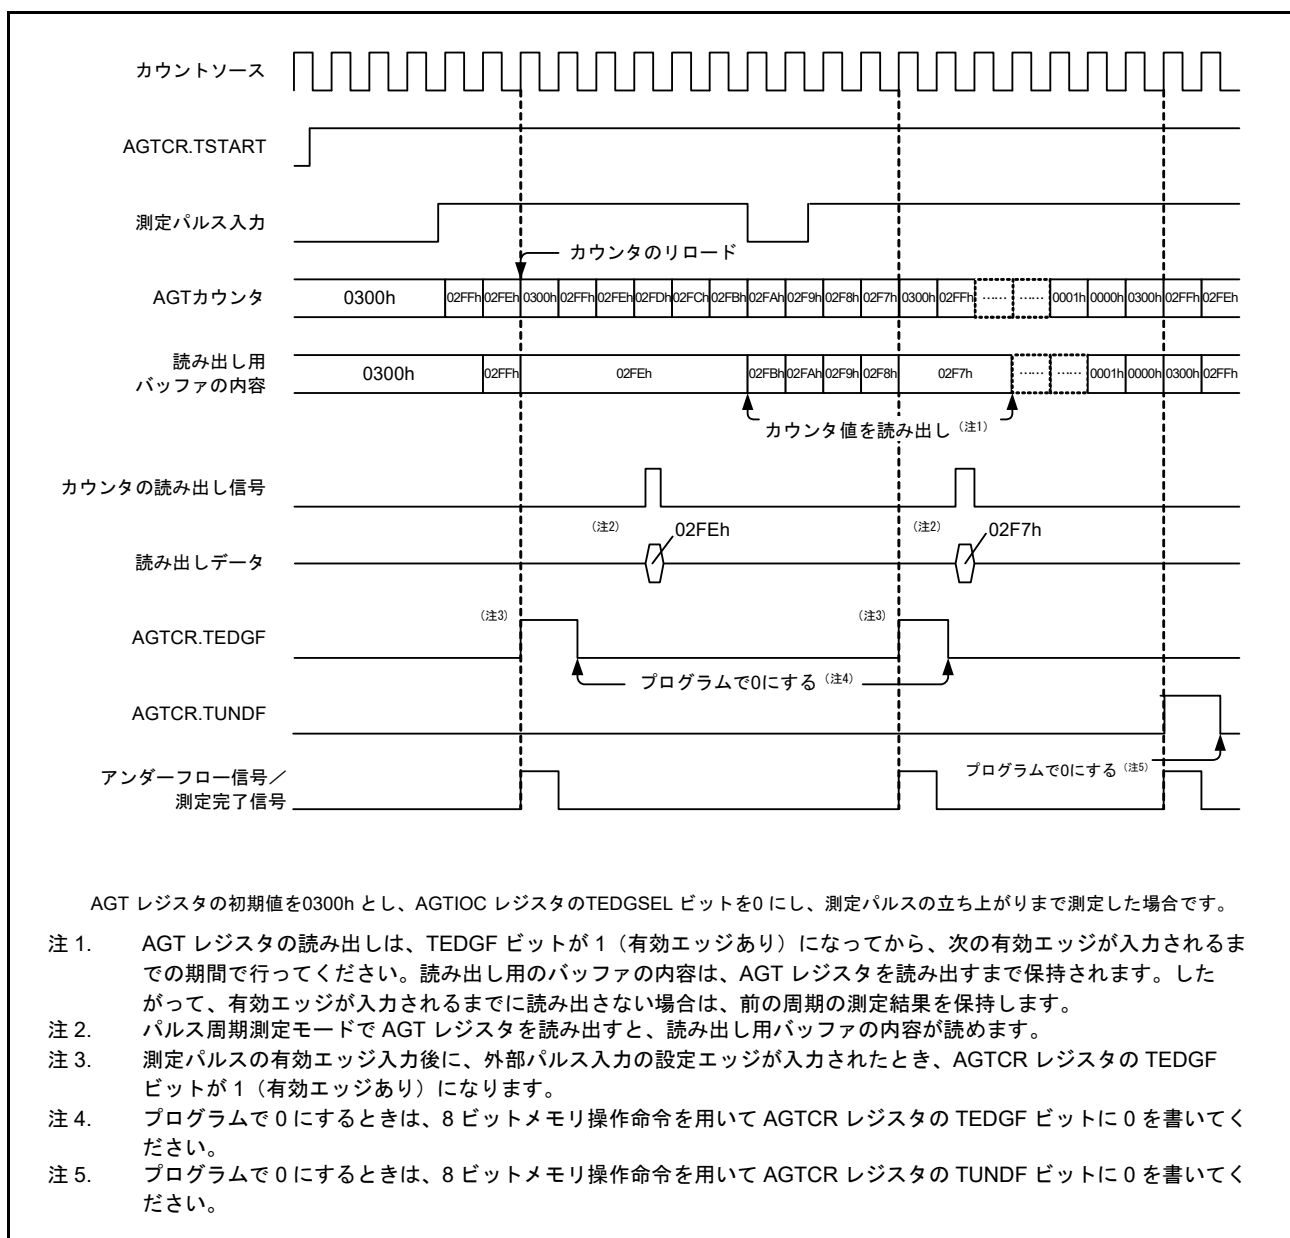 カウントソース
AGTCR.TSTART
測定パルス入力
カウンタのリロード
AGTカウンタ
0300h 02FFh 02FEh 0300h 02FFh 02FEh 02FDh 02FCh 02FBh 02FAh 02F9h 02F8h 02F7h 0300h 02FFh …… …… 0001h 0000h 0300h 02FFh 02FEh
読み出し用
バッファの内容
0300h 02FFh 02FEh 02FBh 02FAh 02F9h 02F8h 02F7h …… …… 0001h 0000h 0300h 02FFh
カウンタ値を読み出し（注1）
カウンタの読み出し信号
（注2） 02FEh （注2） 02F7h
読み出しデータ
（注3） （注3）
AGTCR.TEDGF
プログラムで0にする（注4）
AGTCR.TUNDF
プログラムで0にする（注5）
アンダーフロー信号／
測定完了信号
AGT レジスタの初期値を0300h とし、AGTIOC レジスタのTEDGSEL ビットを0 にし、測定パルスの立ち上がりまで測定した場合です。
注 1. AGT レジスタの読み出しは、TEDGF ビットが 1（有効エッジあり）になってから、次の有効エッジが入力されるま
での期間で行ってください。読み出し用のバッファの内容は、AGT レジスタを読み出すまで保持されます。した
がって、有効エッジが入力されるまでに読み出さない場合は、前の周期の測定結果を保持します。
注 2. パルス周期測定モードで AGT レジスタを読み出すと、読み出し用バッファの内容が読めます。
注 3. 測定パルスの有効エッジ入力後に、外部パルス入力の設定エッジが入力されたとき、AGTCR レジスタの TEDGF
ビットが 1（有効エッジあり）になります。
注 4. プログラムで 0 にするときは、8 ビットメモリ操作命令を用いて AGTCR レジスタの TEDGF ビットに 0 を書いてく
ださい。
注 5. プログラムで 0 にするときは、8 ビットメモリ操作命令を用いて AGTCR レジスタの TUNDF ビットに 0 を書いてく
ださい。